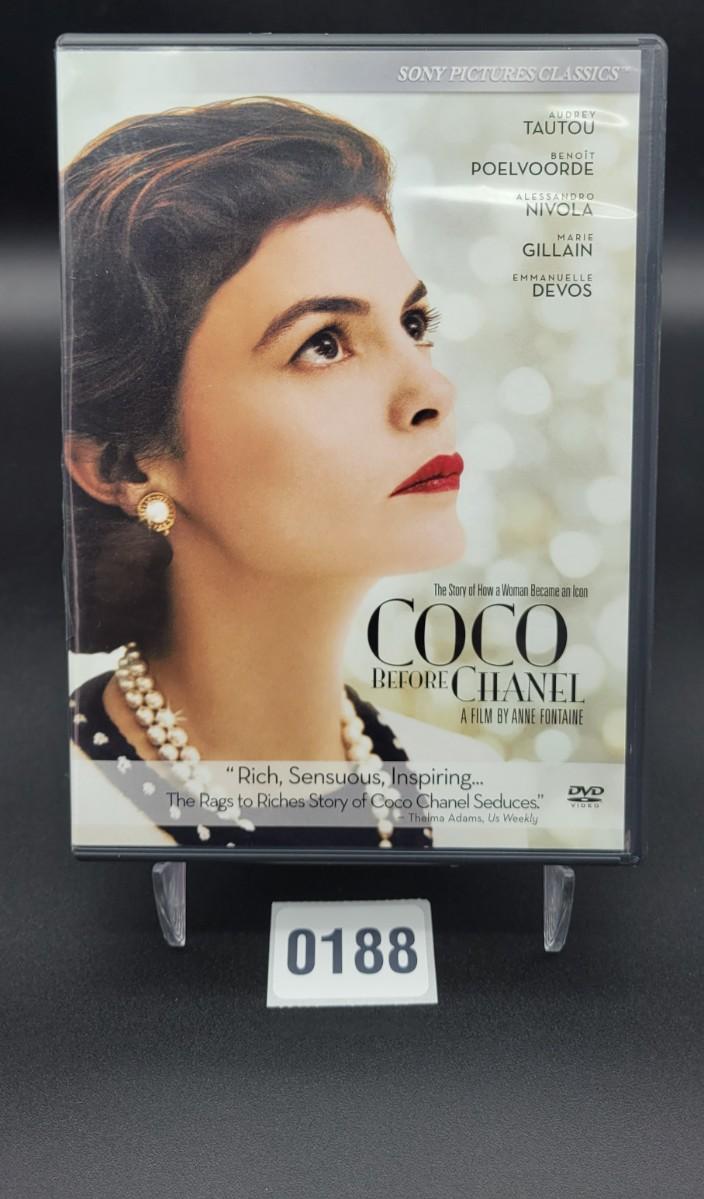 SONY PICTURES CLASSICS™
AUDREY
TAUTOU
BENOÎT
POELVOORDE
ALESSANDRO
NIVOLA
MARIE
GILLAIN
EMMANUELLE
DEVOS
The Story of How a Woman Became an Icon
COCO
BEFORE CHANEL
A FILM BY ANNE FONTAINE
“Rich, Sensuous, Inspiring...
The Rags to Riches Story of Coco Chanel Seduces.”
– Thelma Adams, Us Weekly
DVD
VIDEO
0188